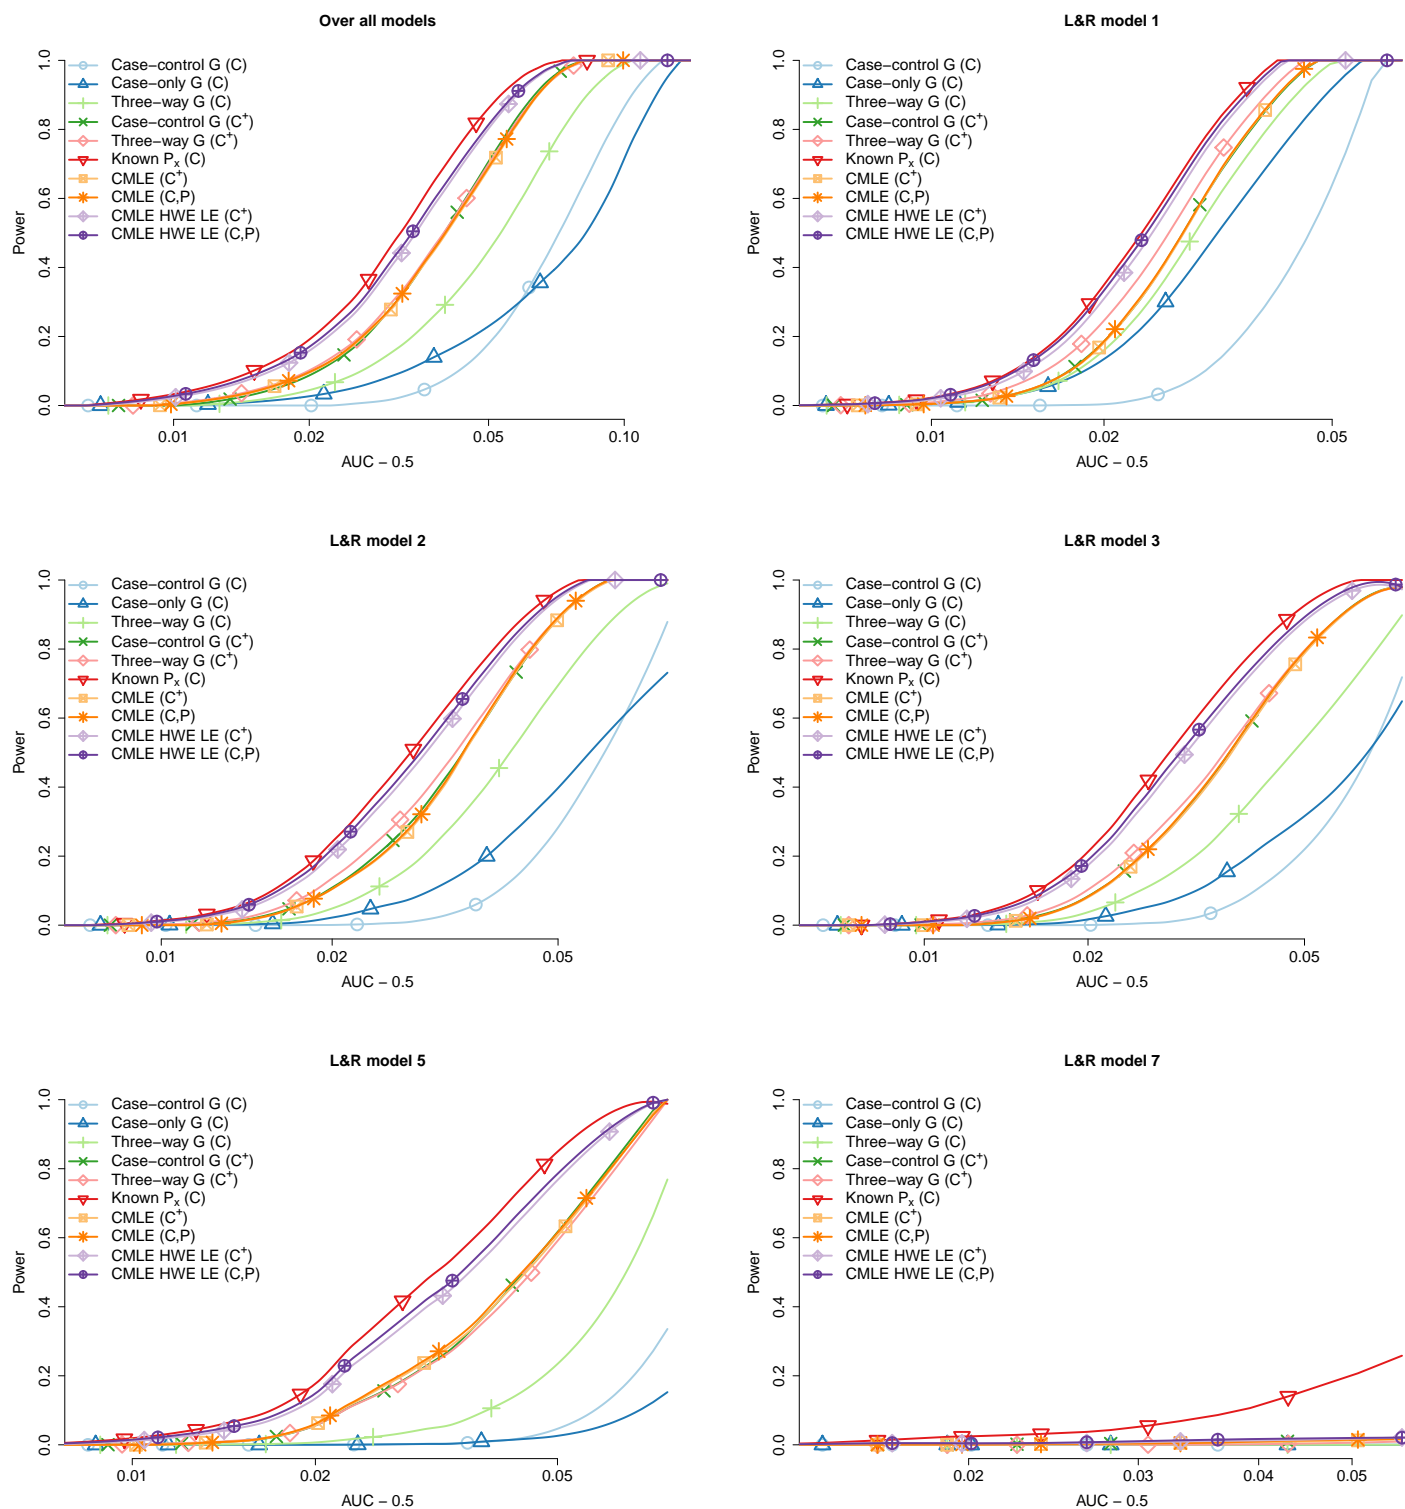 Over all models
Power
0.0 0.2 0.4 0.6 0.8 1.0
Case−control G (C)
Case−only G (C)
Three−way G (C)
Case−control G (C+)
Three−way G (C+)
Known Px (C)
CMLE (C+)
CMLE (C,P)
CMLE HWE LE (C+)
CMLE HWE LE (C,P)
0.01 0.02 0.05 0.10
AUC − 0.5
L&R model 1
Power
0.0 0.2 0.4 0.6 0.8 1.0
Case−control G (C)
Case−only G (C)
Three−way G (C)
Case−control G (C+)
Three−way G (C+)
Known Px (C)
CMLE (C+)
CMLE (C,P)
CMLE HWE LE (C+)
CMLE HWE LE (C,P)
0.01 0.02 0.05
AUC − 0.5
L&R model 2
Power
0.0 0.2 0.4 0.6 0.8 1.0
Case−control G (C)
Case−only G (C)
Three−way G (C)
Case−control G (C+)
Three−way G (C+)
Known Px (C)
CMLE (C+)
CMLE (C,P)
CMLE HWE LE (C+)
CMLE HWE LE (C,P)
0.01 0.02 0.05
AUC − 0.5
L&R model 3
Power
0.0 0.2 0.4 0.6 0.8 1.0
Case−control G (C)
Case−only G (C)
Three−way G (C)
Case−control G (C+)
Three−way G (C+)
Known Px (C)
CMLE (C+)
CMLE (C,P)
CMLE HWE LE (C+)
CMLE HWE LE (C,P)
0.01 0.02 0.05
AUC − 0.5
L&R model 5
Power
0.0 0.2 0.4 0.6 0.8 1.0
Case−control G (C)
Case−only G (C)
Three−way G (C)
Case−control G (C+)
Three−way G (C+)
Known Px (C)
CMLE (C+)
CMLE (C,P)
CMLE HWE LE (C+)
CMLE HWE LE (C,P)
0.01 0.02 0.05
AUC − 0.5
L&R model 7
Power
0.0 0.2 0.4 0.6 0.8 1.0
Case−control G (C)
Case−only G (C)
Three−way G (C)
Case−control G (C+)
Three−way G (C+)
Known Px (C)
CMLE (C+)
CMLE (C,P)
CMLE HWE LE (C+)
CMLE HWE LE (C,P)
0.02 0.03 0.04 0.05
AUC − 0.5